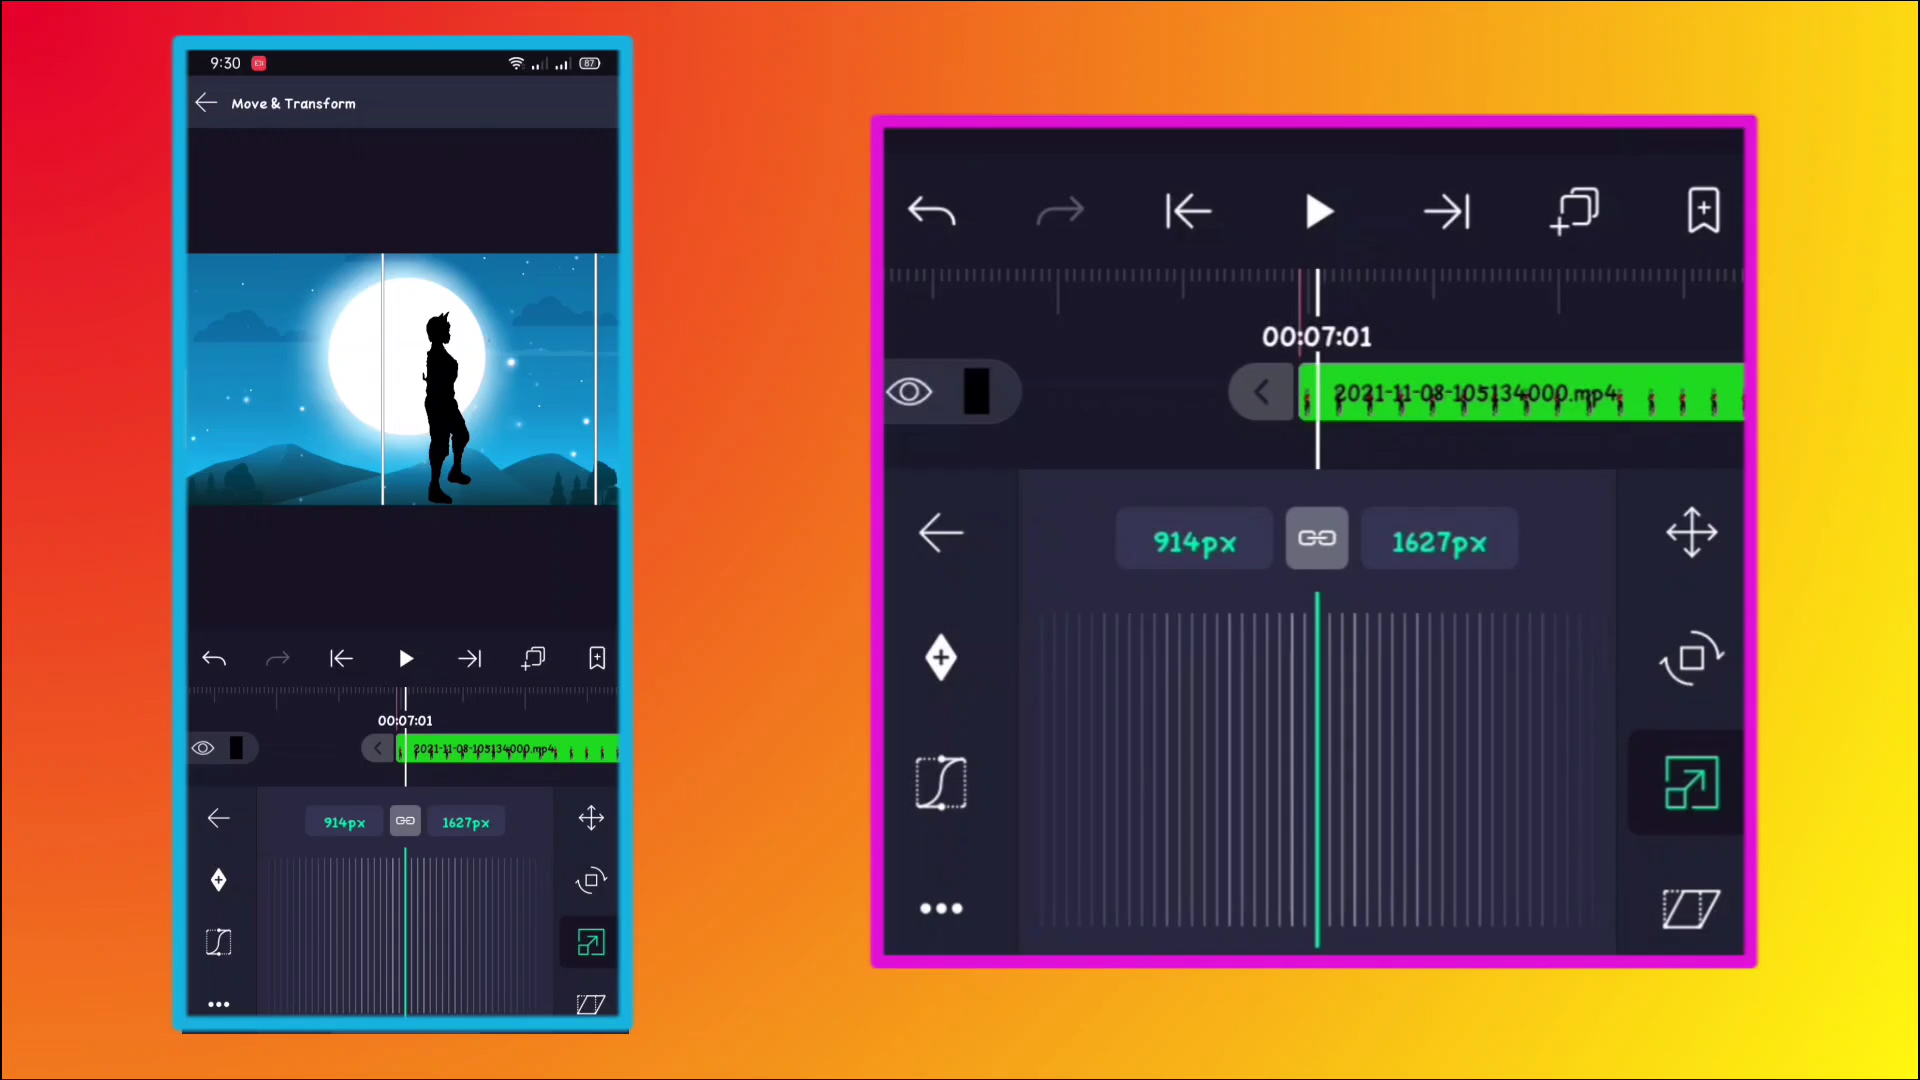 9:30
87
Move & Transform
00:07:01
2021-11-08-105134000.mp4
914px
1627px
00:07:01
2021-11-08-105134000.mp4
914px
1627px